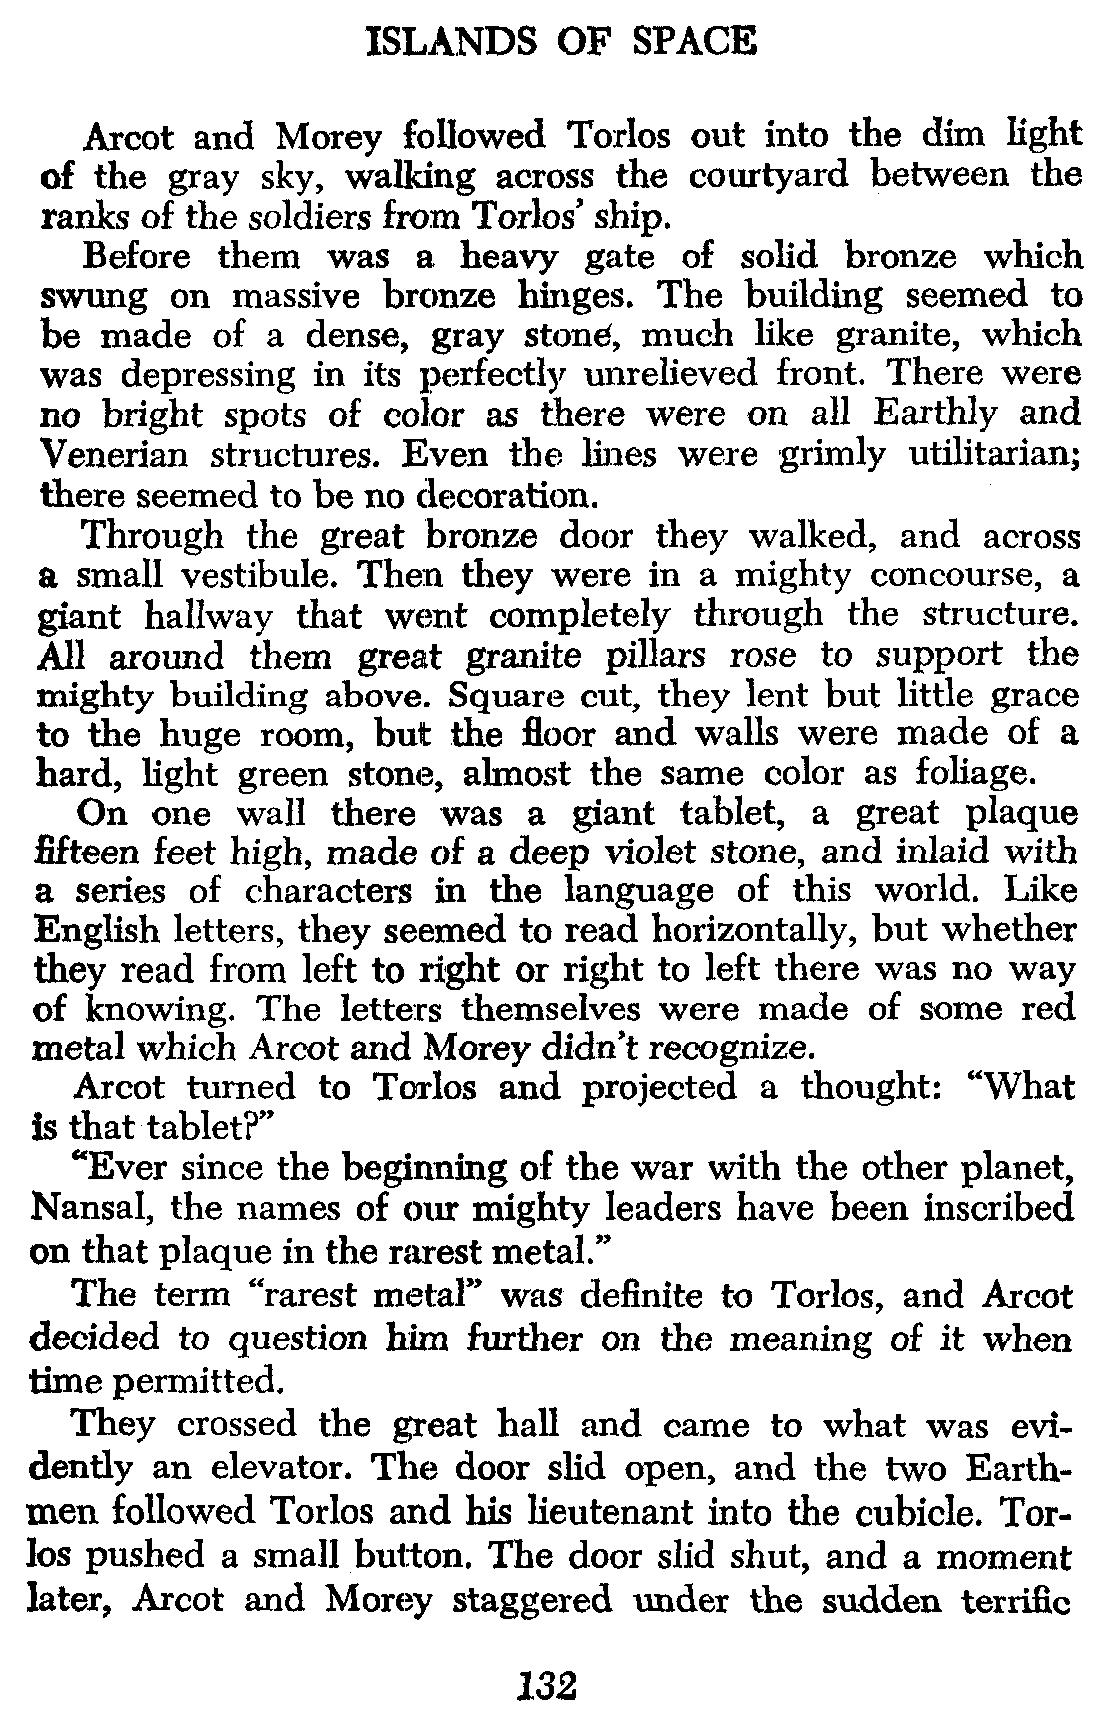 ISLANDS OF SPACE
Arcot and Morey followed Torlos out into the dim light
of the gray sky, walking across the courtyard between the
ranks of the soldiers from Torlos' ship.
Before them was a heavy gate of solid bronze which
swung on massive bronze hinges. The building seemed to
be made of a dense, gray stone, much like granite, which
was depressing in its perfectly unrelieved front. There were
no bright spots of color as there were on all Earthly and
Venerian structures. Even the lines were grimly utilitarian;
there seemed to be no decoration.
Through the great bronze door they walked, and across
a small vestibule. Then they were in a mighty concourse, a
giant hallway that went completely through the structure.
All around them great granite pillars rose to support the
mighty building above. Square cut, they lent but little grace
to the huge room, but the floor and walls were made of a
hard, light green stone, almost the same color as foliage.
On one wall there was a giant tablet, a great plaque
fifteen feet high, made of a deep violet stone, and inlaid with
a series of characters in the language of this world. Like
English letters, they seemed to read horizontally, but whether
they read from left to right or right to left there was no way
of knowing. The letters themselves were made of some red
metal which Arcot and Morey didn't recognize.
Arcot turned to Torlos and projected a thought: "What
is that tablet?"
"Ever since the beginning of the war with the other planet,
Nansal, the names of our mighty leaders have been inscribed
on that plaque in the rarest metal."
The term "rarest metal" was definite to Torlos, and Arcot
decided to question him further on the meaning of it when
time permitted.
They crossed the great hall and came to what was evi-
dently an elevator. The door slid open, and the two Earth-
men followed Torlos and his lieutenant into the cubicle. Tor-
los pushed a small button. The door slid shut, and a moment
later, Arcot and Morey staggered under the sudden terrific
132